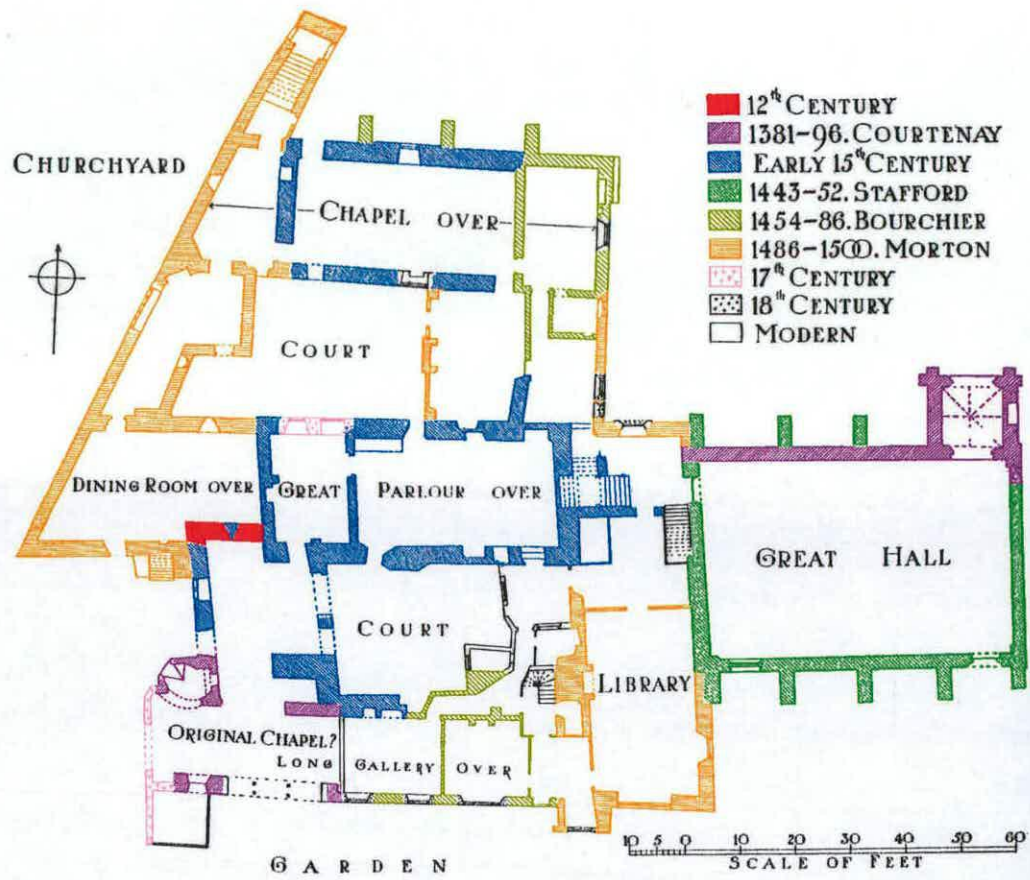 CHURCHYARD
12th CENTURY
1381-96. COURTENAY
EARLY 15th CENTURY
1443-52. STAFFORD
1454-86. BOURCHIER
1486-1500. MORTON
17th CENTURY
18th CENTURY
MODERN
CHAPEL OVER
COURT
DINING ROOM OVER
GREAT PARLOUR OVER
GREAT HALL
COURT
LIBRARY
ORIGINAL CHAPEL?
LONG GALLERY OVER
GARDEN
10 5 0 10 20 30 40 50 60
SCALE OF FEET